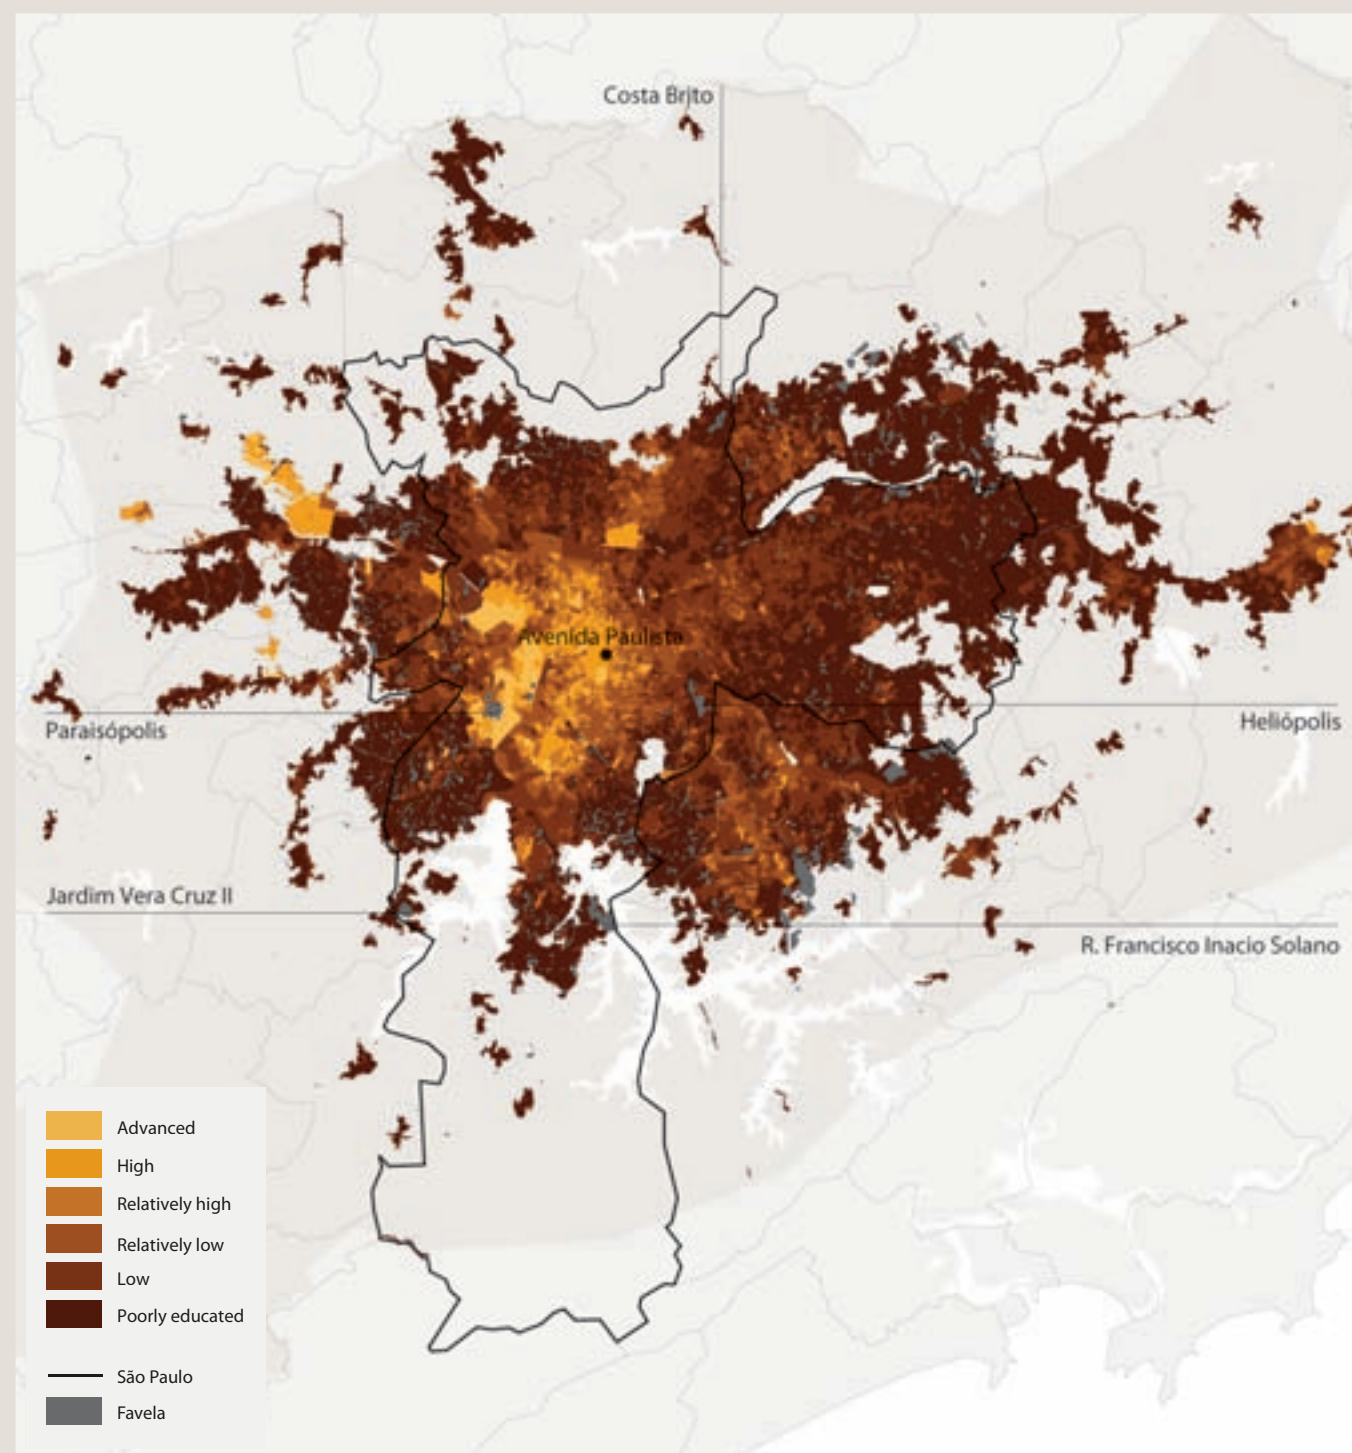 Costa Brito
Avenida Paulista
Paraisópolis
Heliópolis
Jardim Vera Cruz II
R. Francisco Inacio Solano
Advanced
High
Relatively high
Relatively low
Low
Poorly educated
São Paulo
Favela